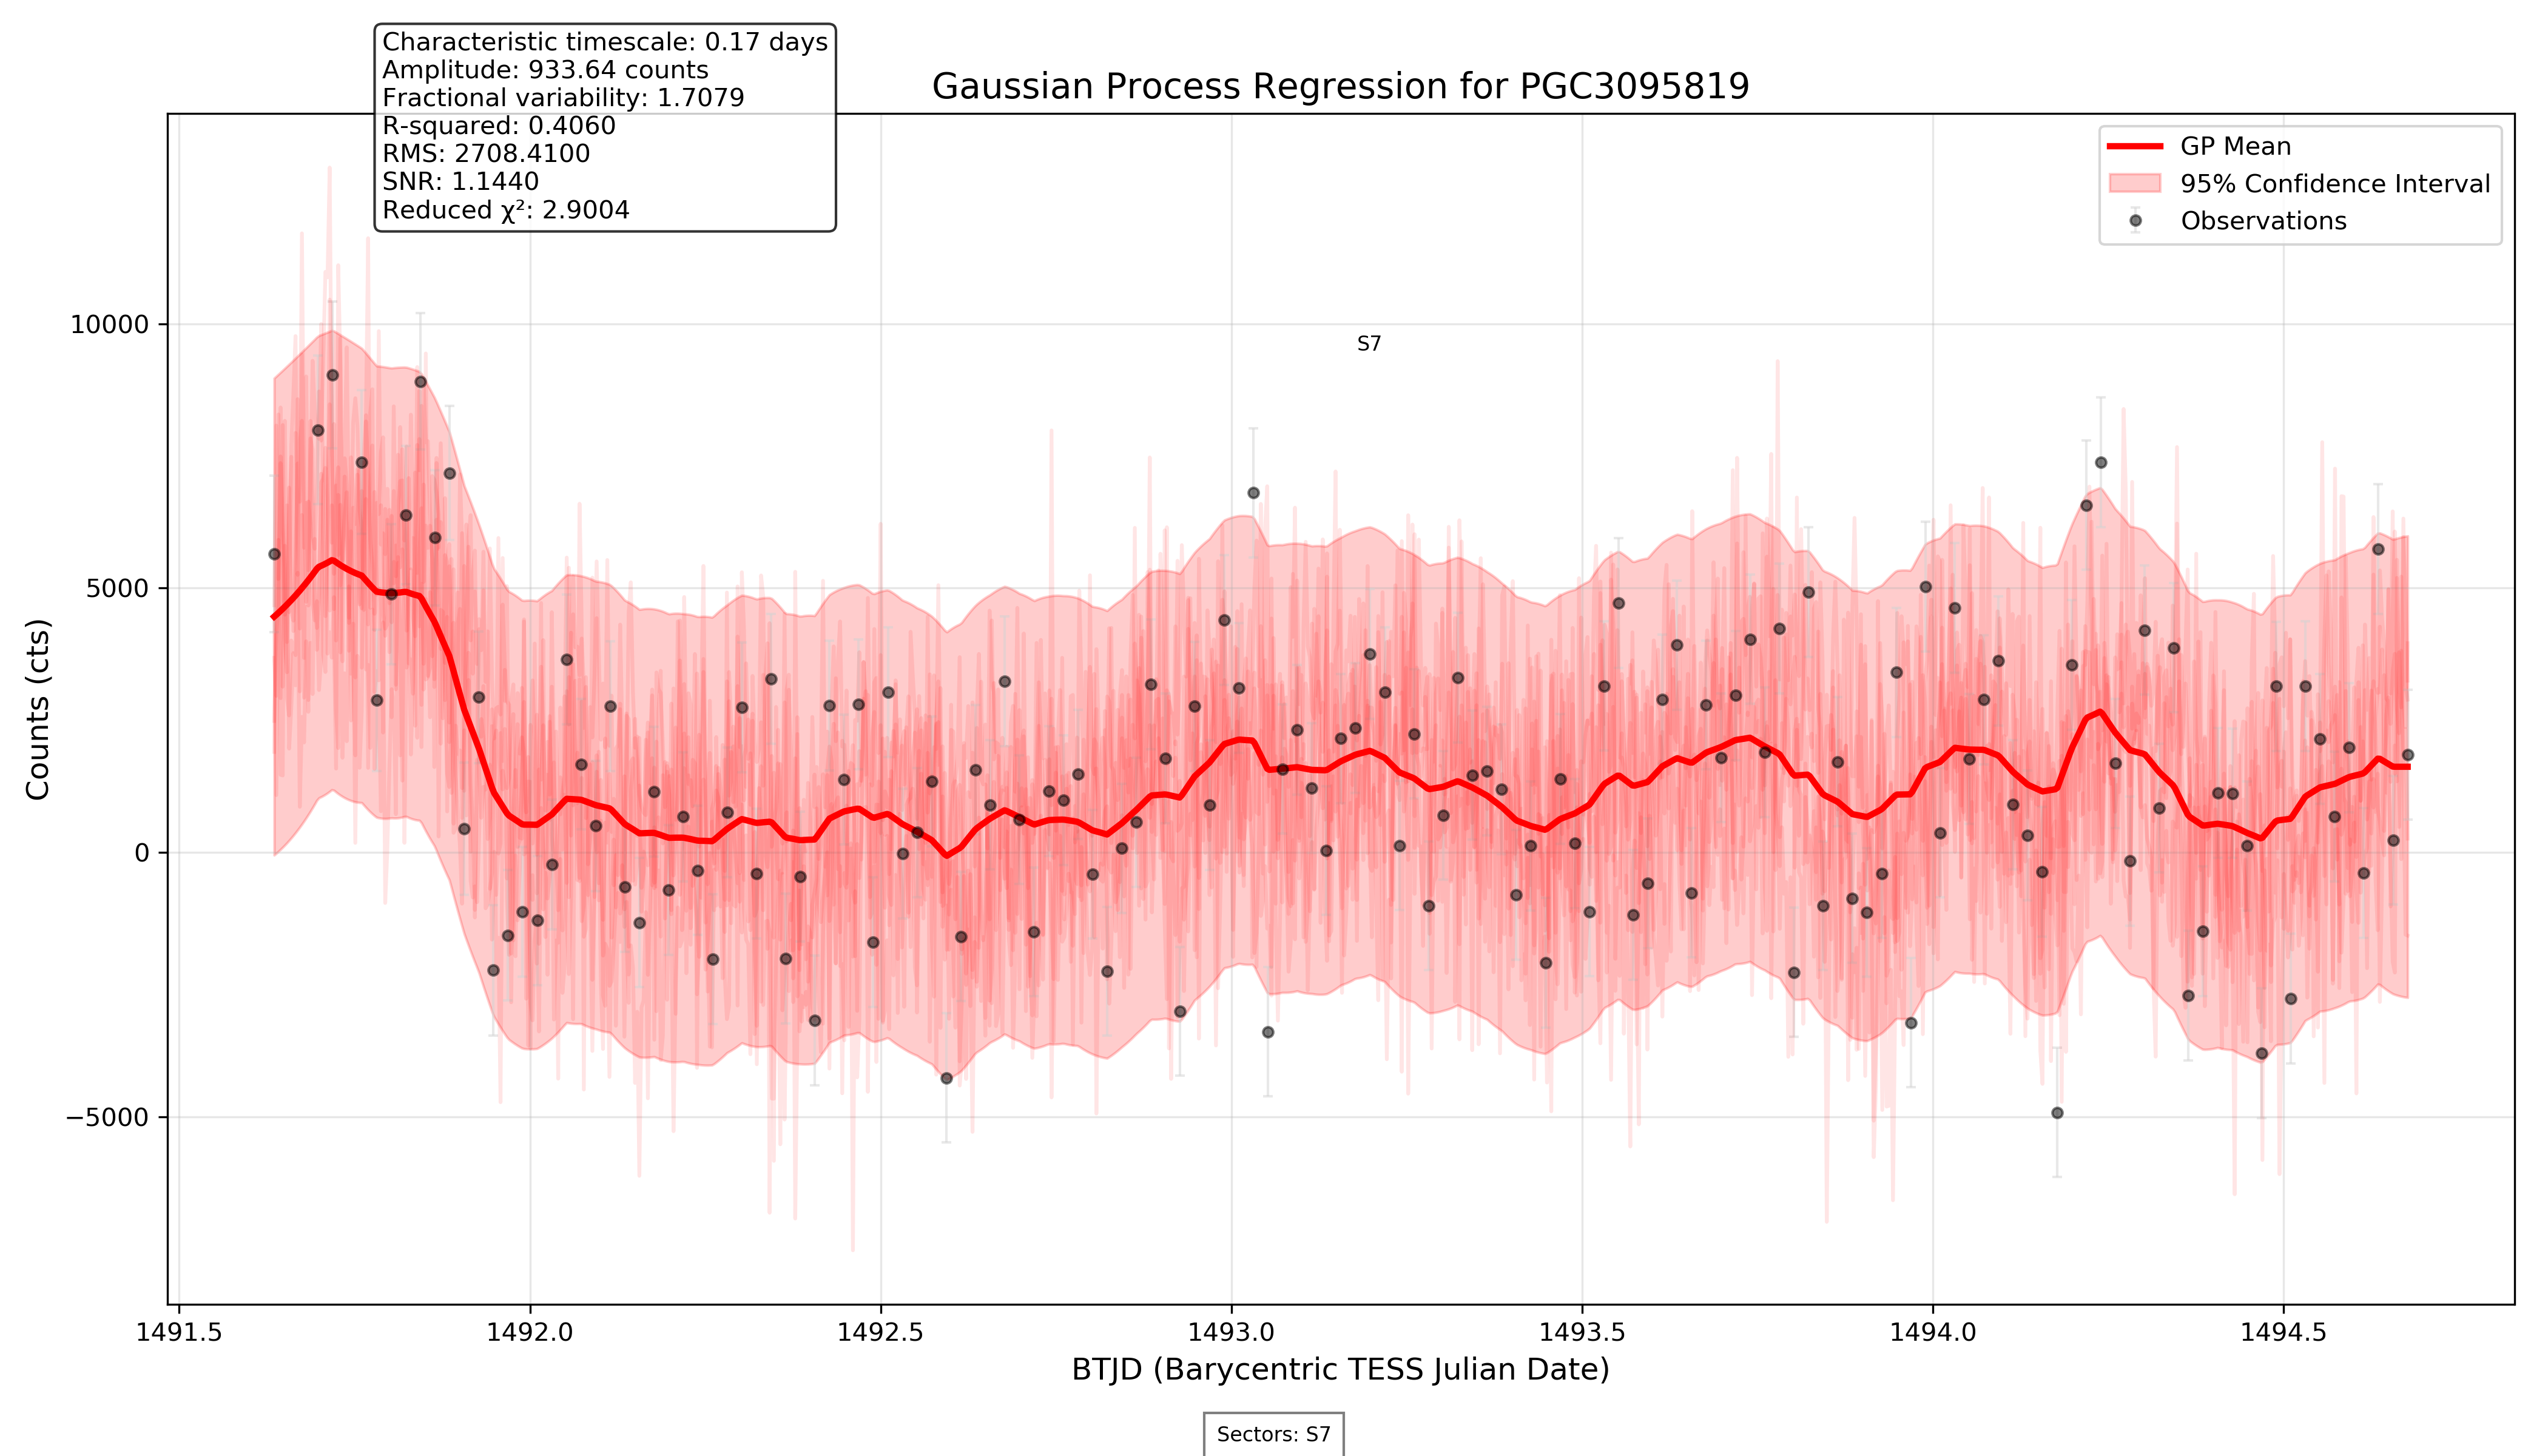 Characteristic timescale: 0.17 days
Amplitude: 933.64 counts
Fractional variability: 1.7079
R-squared: 0.4060
RMS: 2708.4100
SNR: 1.1440
Reduced χ²: 2.9004
Gaussian Process Regression for PGC3095819
GP Mean
95% Confidence Interval
Observations
S7
Counts (cts)
10000
5000
0
−5000
1491.5 1492.0 1492.5 1493.0 1493.5 1494.0 1494.5
BTJD (Barycentric TESS Julian Date)
Sectors: S7